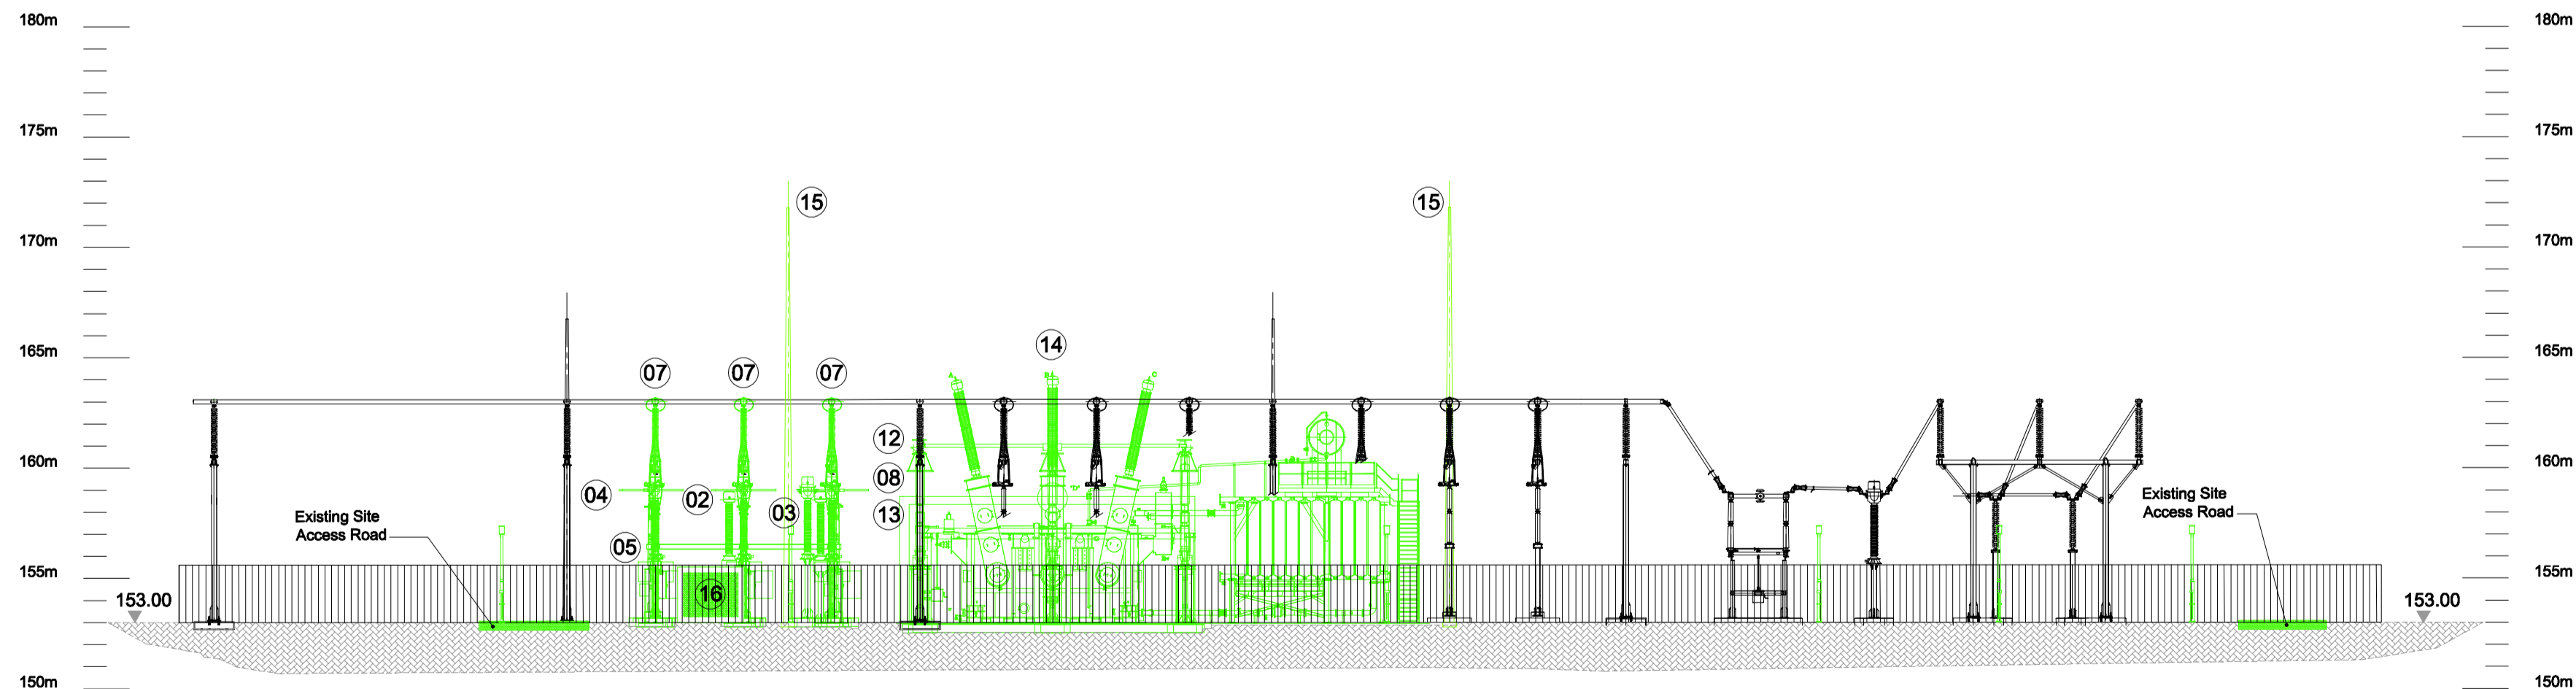 180m
180m
175m
175m
15
15
170m
170m
14
165m
165m
07
07
07
A
B
C
12
160m
160m
08
04
02
Existing Site
Access Road
03
13
Existing Site
Access Road
05
155m
155m
16
153.00
153.00
150m
150m